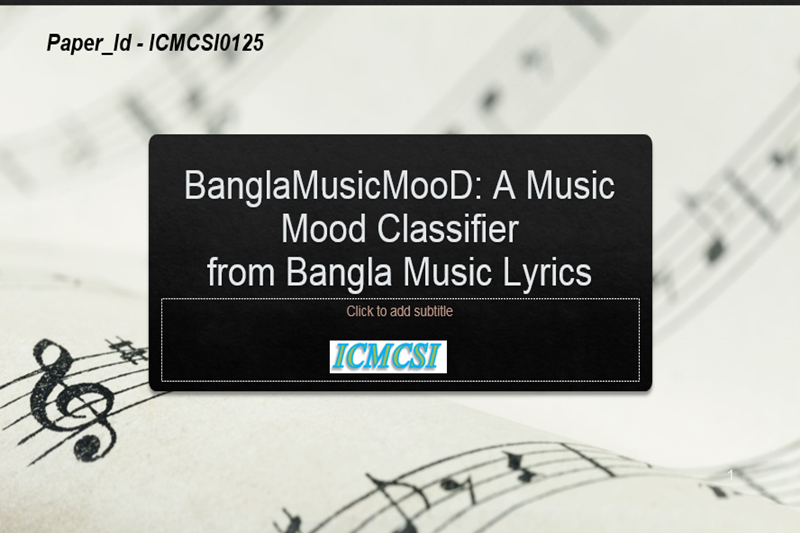 Paper_Id - ICMCSI0125
BanglaMusicMooD: A Music
Mood Classifier
from Bangla Music Lyrics
Click to add subtitle
ICMCSI
1